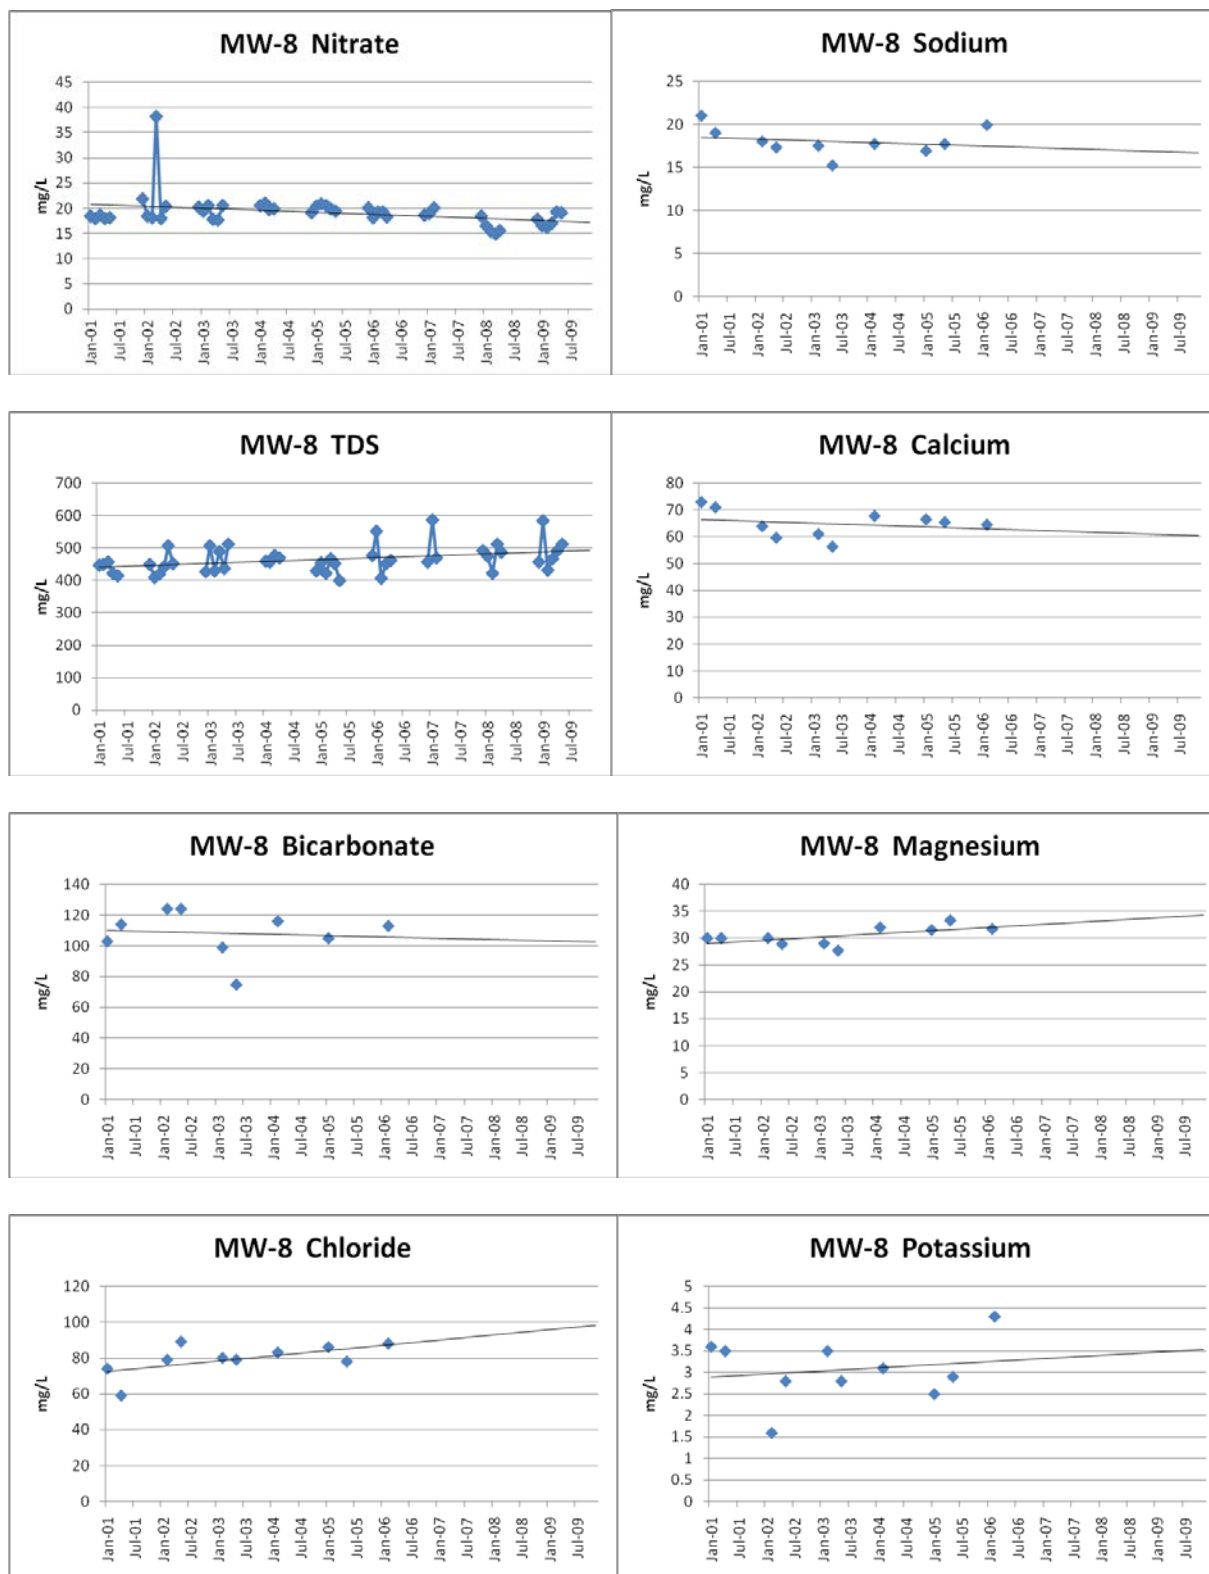 MW-8 Nitrate
45
40
35
30
25
20
15
10
5
0
mg/L
Jan-01
Jul-01
Jan-02
Jul-02
Jan-03
Jul-03
Jan-04
Jul-04
Jan-05
Jul-05
Jan-06
Jul-06
Jan-07
Jul-07
Jan-08
Jul-08
Jan-09
Jul-09
MW-8 Sodium
25
20
15
10
5
0
mg/L
Jan-01
Jul-01
Jan-02
Jul-02
Jan-03
Jul-03
Jan-04
Jul-04
Jan-05
Jul-05
Jan-06
Jul-06
Jan-07
Jul-07
Jan-08
Jul-08
Jan-09
Jul-09
MW-8 TDS
700
600
500
400
300
200
100
0
mg/L
Jan-01
Jul-01
Jan-02
Jul-02
Jan-03
Jul-03
Jan-04
Jul-04
Jan-05
Jul-05
Jan-06
Jul-06
Jan-07
Jul-07
Jan-08
Jul-08
Jan-09
Jul-09
MW-8 Calcium
80
70
60
50
40
30
20
10
0
mg/L
Jan-01
Jul-01
Jan-02
Jul-02
Jan-03
Jul-03
Jan-04
Jul-04
Jan-05
Jul-05
Jan-06
Jul-06
Jan-07
Jul-07
Jan-08
Jul-08
Jan-09
Jul-09
MW-8 Bicarbonate
140
120
100
80
60
40
20
0
mg/L
Jan-01
Jul-01
Jan-02
Jul-02
Jan-03
Jul-03
Jan-04
Jul-04
Jan-05
Jul-05
Jan-06
Jul-06
Jan-07
Jul-07
Jan-08
Jul-08
Jan-09
Jul-09
MW-8 Magnesium
40
35
30
25
20
15
10
5
0
mg/L
Jan-01
Jul-01
Jan-02
Jul-02
Jan-03
Jul-03
Jan-04
Jul-04
Jan-05
Jul-05
Jan-06
Jul-06
Jan-07
Jul-07
Jan-08
Jul-08
Jan-09
Jul-09
MW-8 Chloride
120
100
80
60
40
20
0
mg/L
Jan-01
Jul-01
Jan-02
Jul-02
Jan-03
Jul-03
Jan-04
Jul-04
Jan-05
Jul-05
Jan-06
Jul-06
Jan-07
Jul-07
Jan-08
Jul-08
Jan-09
Jul-09
MW-8 Potassium
5
4.5
4
3.5
3
2.5
2
1.5
1
0.5
0
mg/L
Jan-01
Jul-01
Jan-02
Jul-02
Jan-03
Jul-03
Jan-04
Jul-04
Jan-05
Jul-05
Jan-06
Jul-06
Jan-07
Jul-07
Jan-08
Jul-08
Jan-09
Jul-09